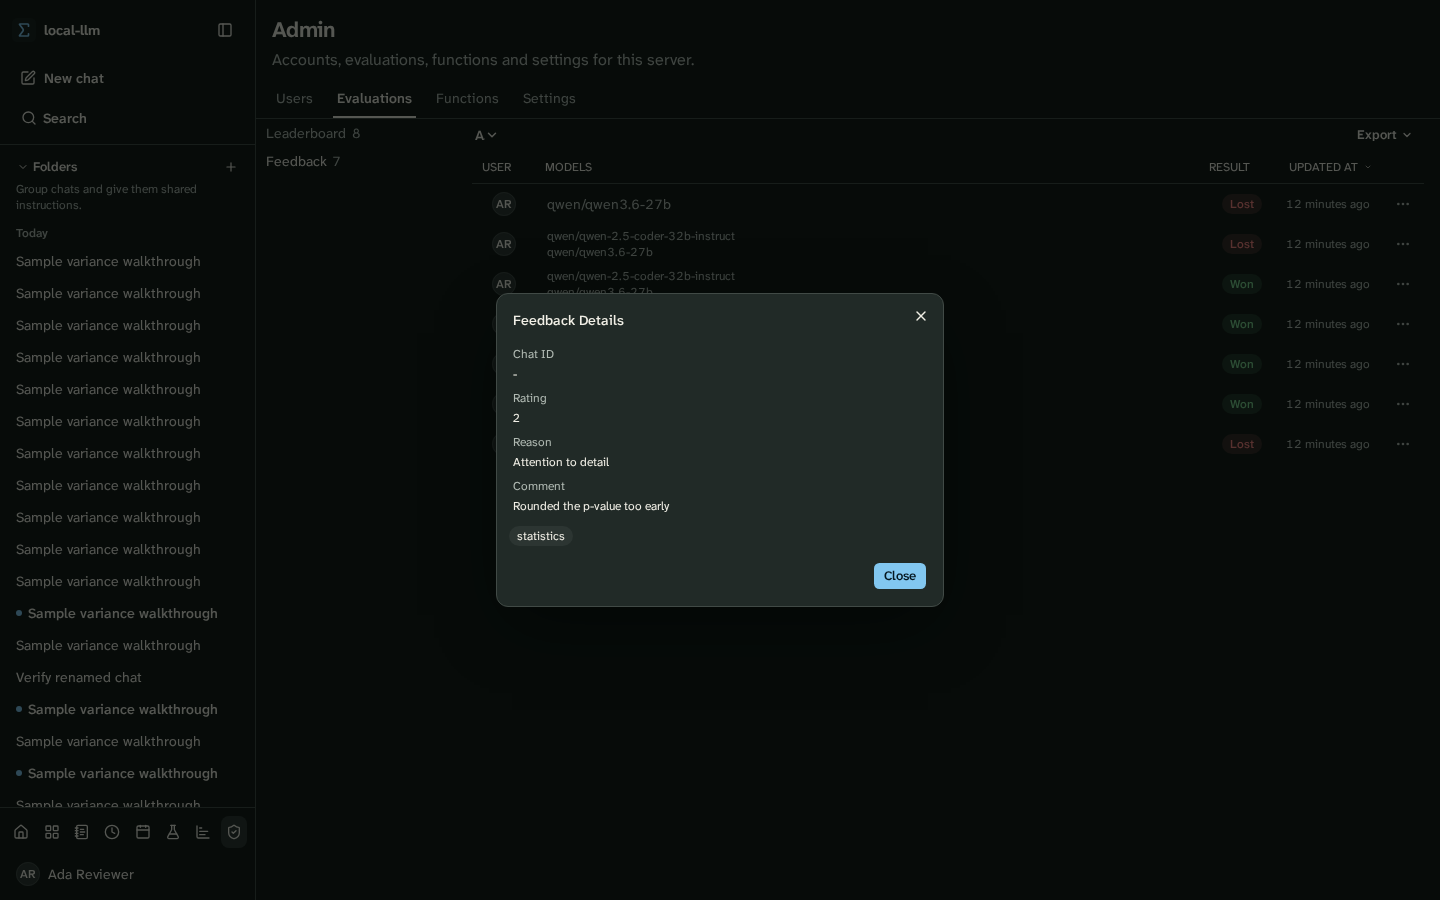 local-llm
New chat
Search
Folders
Group chats and give them shared
instructions.
Today
Sample variance walkthrough
Sample variance walkthrough
Sample variance walkthrough
Sample variance walkthrough
Sample variance walkthrough
Sample variance walkthrough
Sample variance walkthrough
Sample variance walkthrough
Sample variance walkthrough
Sample variance walkthrough
Sample variance walkthrough
Sample variance walkthrough
Sample variance walkthrough
Verify renamed chat
Sample variance walkthrough
Sample variance walkthrough
Sample variance walkthrough
Sample variance walkthrough
AR Ada Reviewer
Admin
Accounts, evaluations, functions and settings for this server.
Users Evaluations Functions Settings
Leaderboard 8
Feedback 7
A Export
USER MODELS RESULT UPDATED AT
AR qwen/qwen3.6-27b Lost 12 minutes ago
AR qwen/qwen-2.5-coder-32b-instruct
qwen/qwen3.6-27b Lost 12 minutes ago
AR qwen/qwen-2.5-coder-32b-instruct
qwen/qwen3.6-27b Won 12 minutes ago
Won 12 minutes ago
Won 12 minutes ago
Won 12 minutes ago
Lost 12 minutes ago
Feedback Details
Chat ID
-
Rating
2
Reason
Attention to detail
Comment
Rounded the p-value too early
statistics
Close